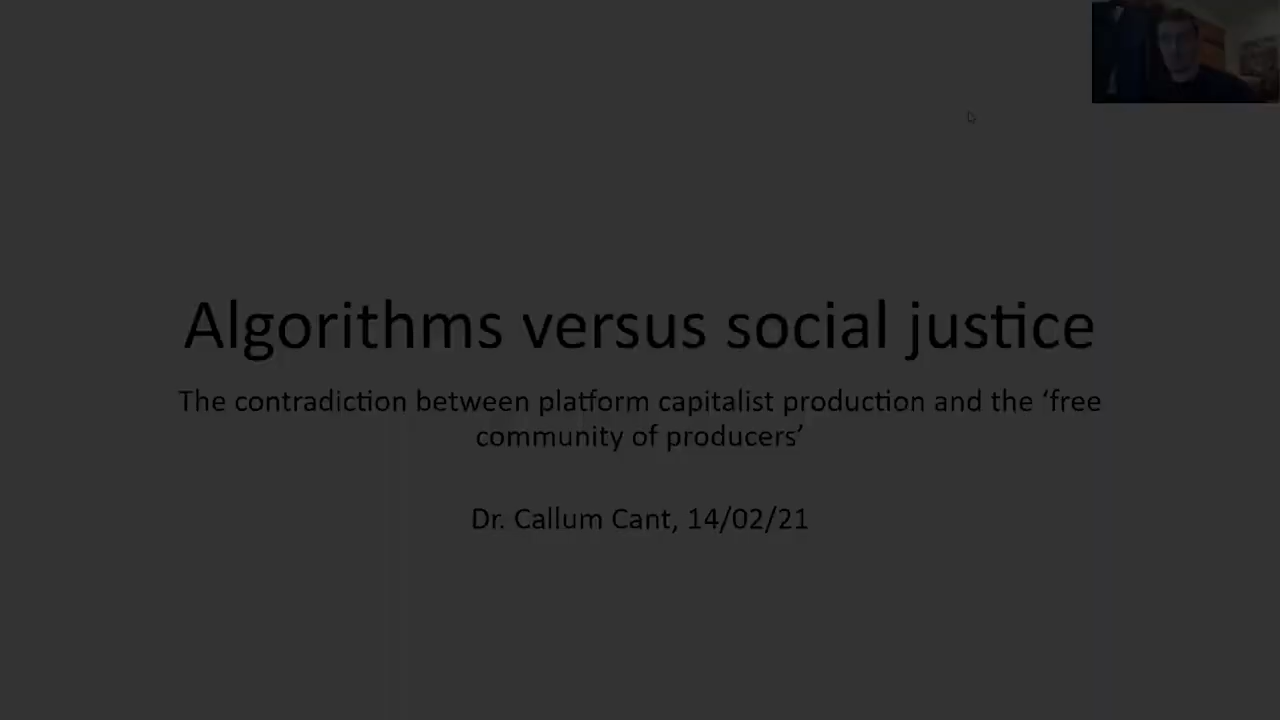 Algorithms versus social justice
The contradiction between platform capitalist production and the ‘free
community of producers’
Dr. Callum Cant, 14/02/21